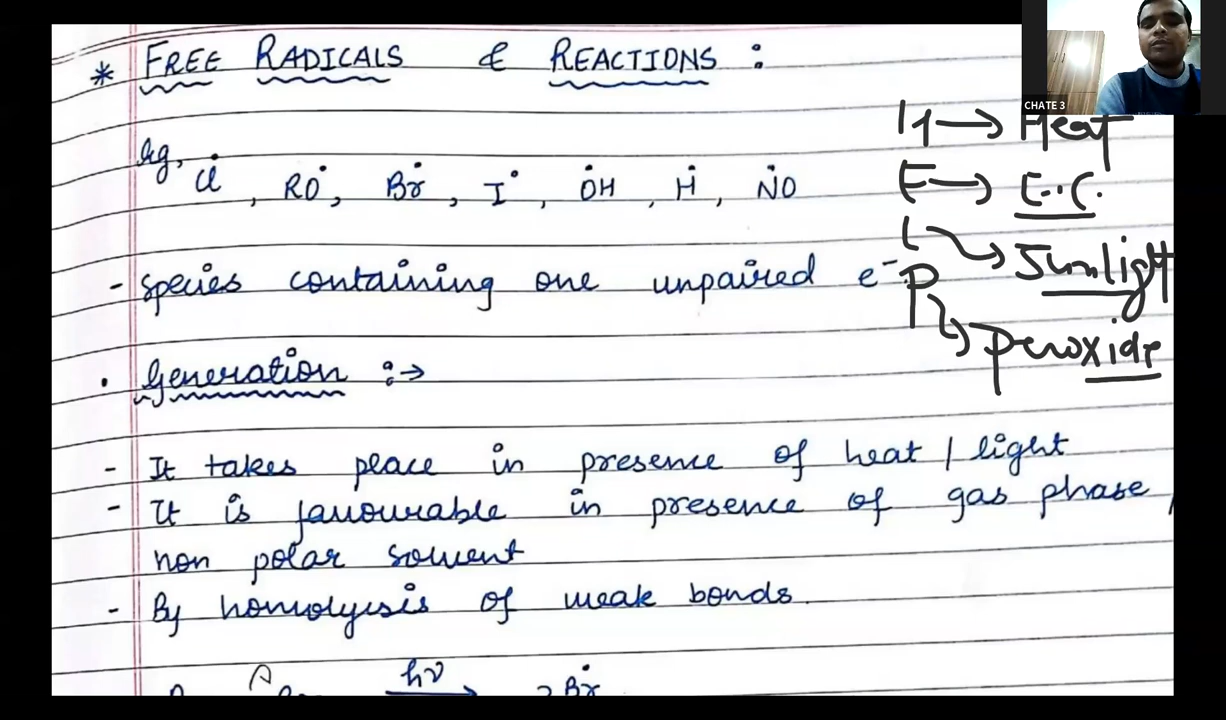 * FREE RADICALS & REACTIONS :
CHATE 3
H → Heat
eg, Cl̇, RȮ, Bṙ, I°, ȮH, Ḣ, ṄO
E → E.C.
L → Sunlight
- Species containing one unpaired e⁻
P → Peroxide
• Generation :→
- It takes place in presence of heat / light
- It is favourable in presence of gas phase /
non polar solvent
- By homolysis of weak bonds.
hν
2Bṙ